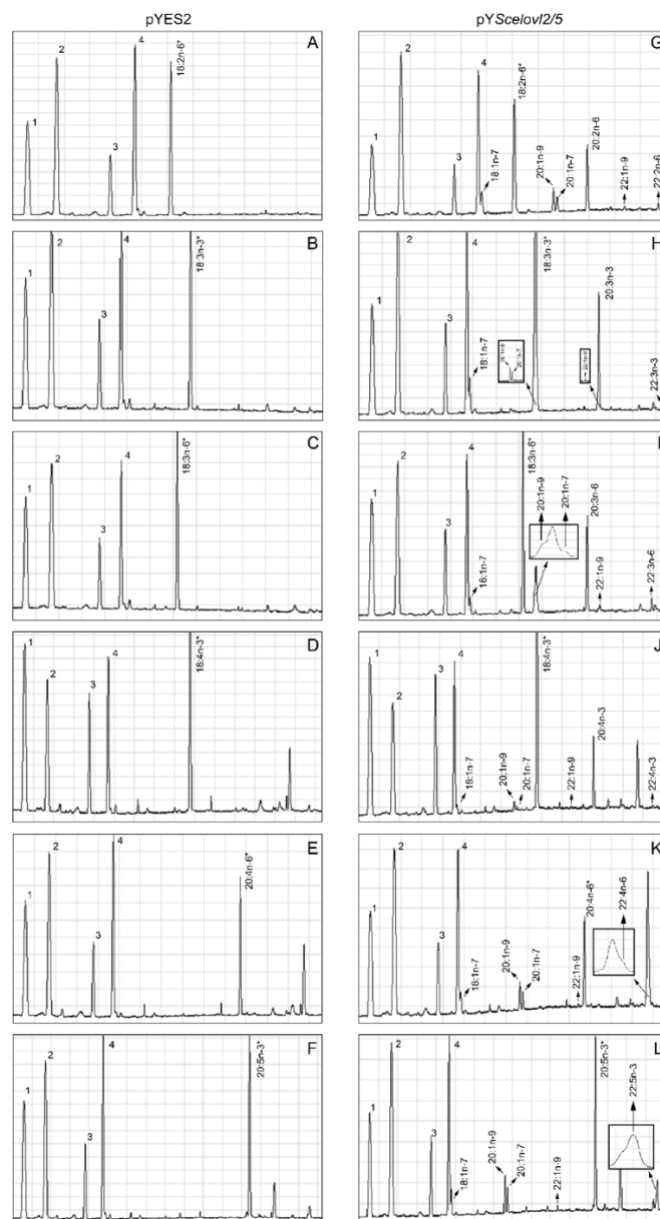 pYES2
pYScelovl2/5
A
1
2
3
4
18:2n-6*
G
1
2
3
4
18:1n-7
18:2n-6*
20:1n-9
20:1n-7
20:2n-6
22:1n-9
22:2n-6
B
1
2
3
4
18:3n-3*
H
1
2
3
4
18:1n-7
18:3n-3*
20:1n-9
20:1n-7
22:1n-9
20:3n-3
22:3n-3
C
1
2
3
4
18:3n-6*
I
1
2
3
4
18:1n-7
18:3n-6*
20:1n-9
20:1n-7
20:3n-6
22:1n-9
22:3n-6
D
1
2
3
4
18:4n-3*
J
1
2
3
4
18:1n-7
20:1n-9
20:1n-7
18:4n-3*
22:1n-9
20:4n-3
22:4n-3
E
1
2
3
4
20:4n-6*
K
1
2
3
4
18:1n-7
20:1n-9
20:1n-7
22:1n-9
20:4n-6*
22:4n-6
F
1
2
3
4
20:5n-3*
L
1
2
3
4
18:1n-7
20:1n-9
20:1n-7
22:1n-9
20:5n-3*
22:5n-3